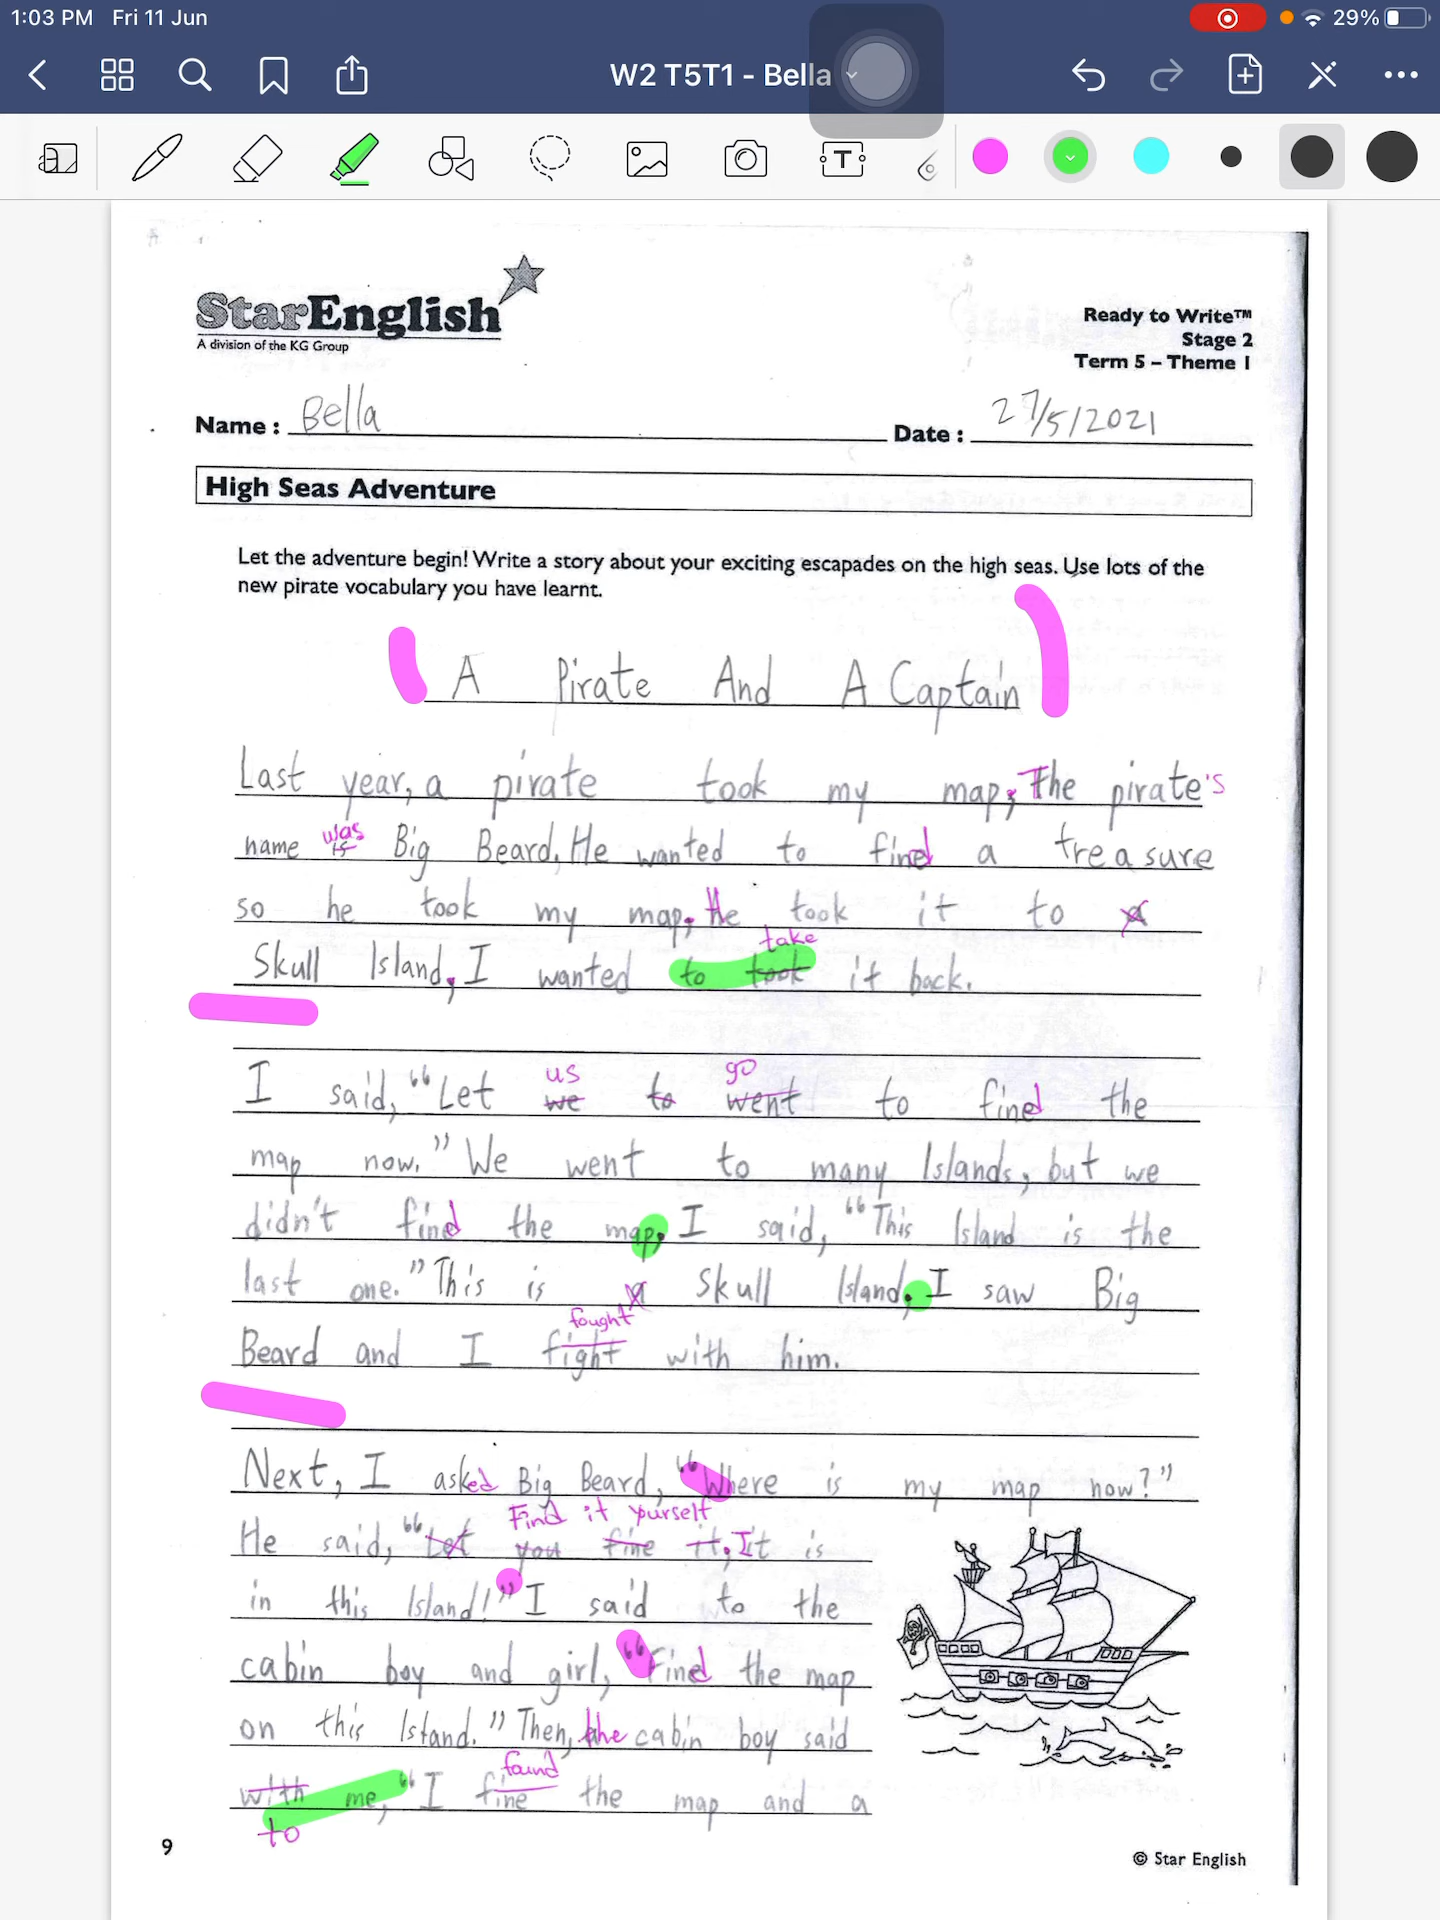 1:03 PM Fri 11 Jun 29%
W2 T5T1 - Bella
StarEnglish
A division of the KG Group
Ready to Write™
Stage 2
Term 5 – Theme 1
Name : Bella
Date : 27/5/2021
High Seas Adventure
Let the adventure begin! Write a story about your exciting escapades on the high seas. Use lots of the
new pirate vocabulary you have learnt.
A Pirate And A Captain
Last year, a pirate took my map. The pirate's
was
name is Big Beard. He wanted to find a treasure
so he took my map. He took it to a
take
Skull Island. I wanted to took it back.
us go
I said, “Let we to went to find the
map now.” We went to many Islands, but we
didn't find the map. I said, “This Island is the
last one.” This is a Skull Island. I saw Big
fought
Beard and I fight with him.
Next, I asked Big Beard, “Where is my map now?”
Find it yurself
He said, “Let you fine it. It is
in this Island!” I said to the
cabin boy and girl, “Find the map
on this Istand.” Then, the cabin boy said
found
with me, “I fine the map and a
to
9
© Star English